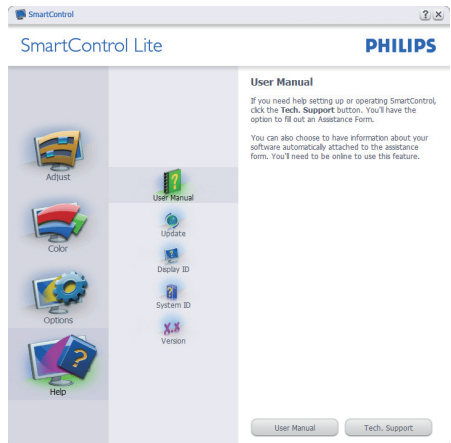 SmartControl
? x
SmartControl Lite
PHILIPS
Adjust
Color
Options
?
Help
?
User Manual
Update
Display ID
?
System ID
X.X
Version
User Manual
If you need help setting up or operating SmartControl,
click the Tech. Support button. You'll have the
option to fill out an Assistance Form.
You can also choose to have information about your
software automatically attached to the assistance
form. You'll need to be online to use this feature.
User Manual
Tech. Support